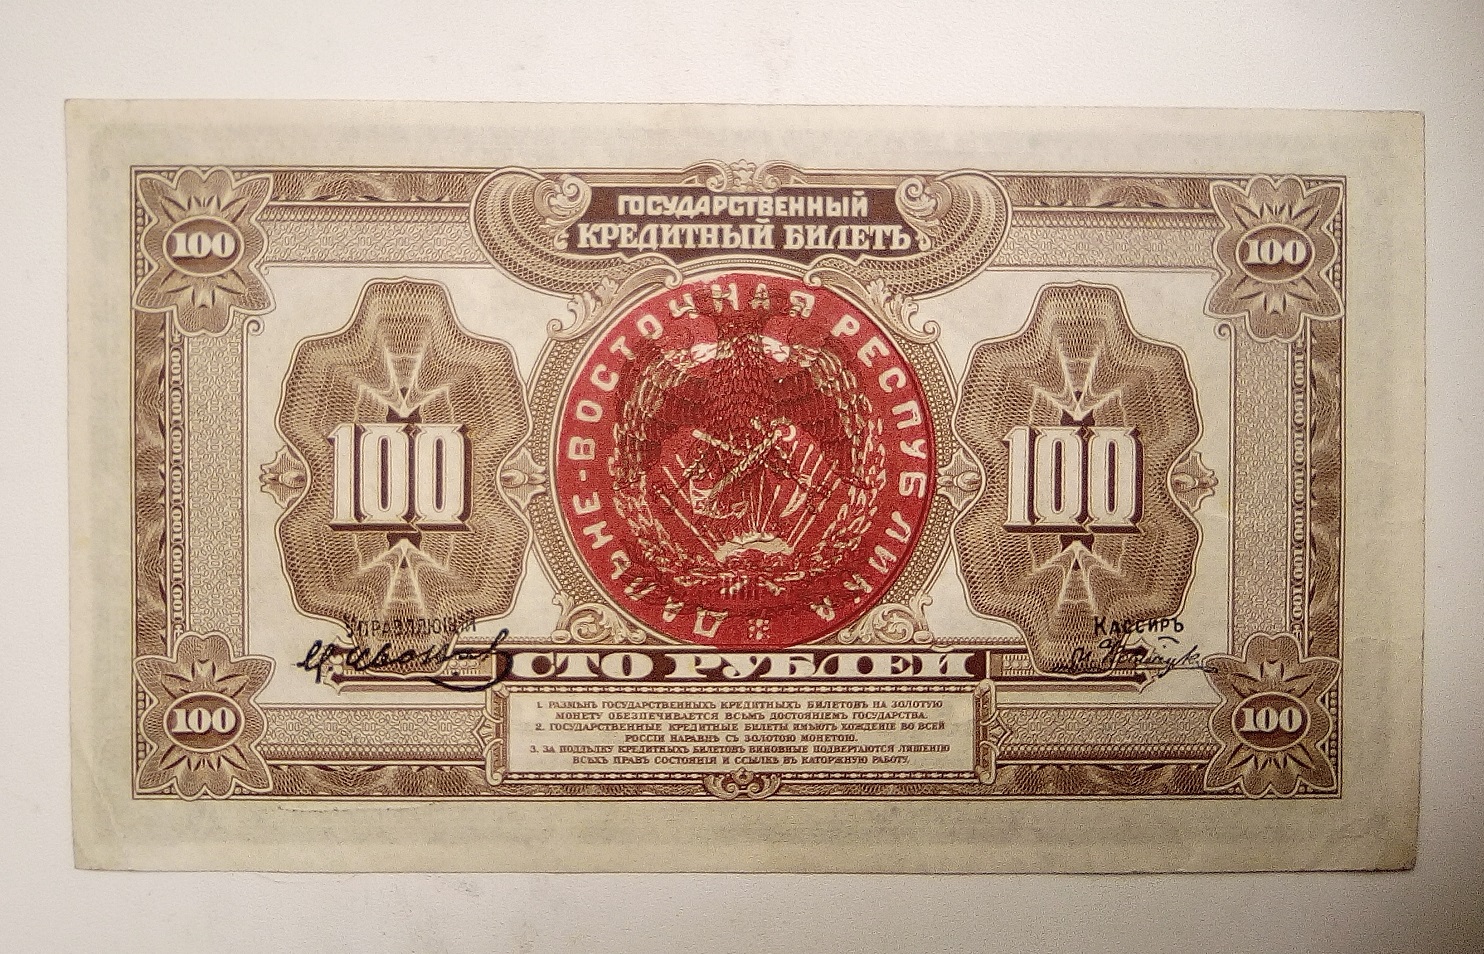 ГОСУДАРСТВЕННЫЙ
КРЕДИТНЫЙ БИЛЕТЪ
100
100
ДАЛЬНЕ-ВОСТОЧНАЯ РЕСПУБЛИКА
100
100
УПРАВЛЯЮЩІЙ
КАССИРЪ
СТО РУБЛЕЙ
100
100
1. РАЗМѢНЪ ГОСУДАРСТВЕННЫХЪ КРЕДИТНЫХЪ БИЛЕТОВЪ НА ЗОЛОТУЮ
МОНЕТУ ОБЕЗПЕЧИВАЕТСЯ ВСѢМЪ ДОСТОЯНІЕМЪ ГОСУДАРСТВА.
2. ГОСУДАРСТВЕННЫЕ КРЕДИТНЫЕ БИЛЕТЫ ИМѢЮТЪ ХОЖДЕНІЕ ВО ВСЕЙ
РОССІИ НАРАВНѢ СЪ ЗОЛОТОЮ МОНЕТОЮ.
3. ЗА ПОДДѢЛКУ КРЕДИТНЫХЪ БИЛЕТОВЪ ВИНОВНЫЕ ПОДВЕРГАЮТСЯ ЛИШЕНІЮ
ВСѢХЪ ПРАВЪ СОСТОЯНІЯ И ССЫЛКѢ ВЪ КАТОРЖНУЮ РАБОТУ.